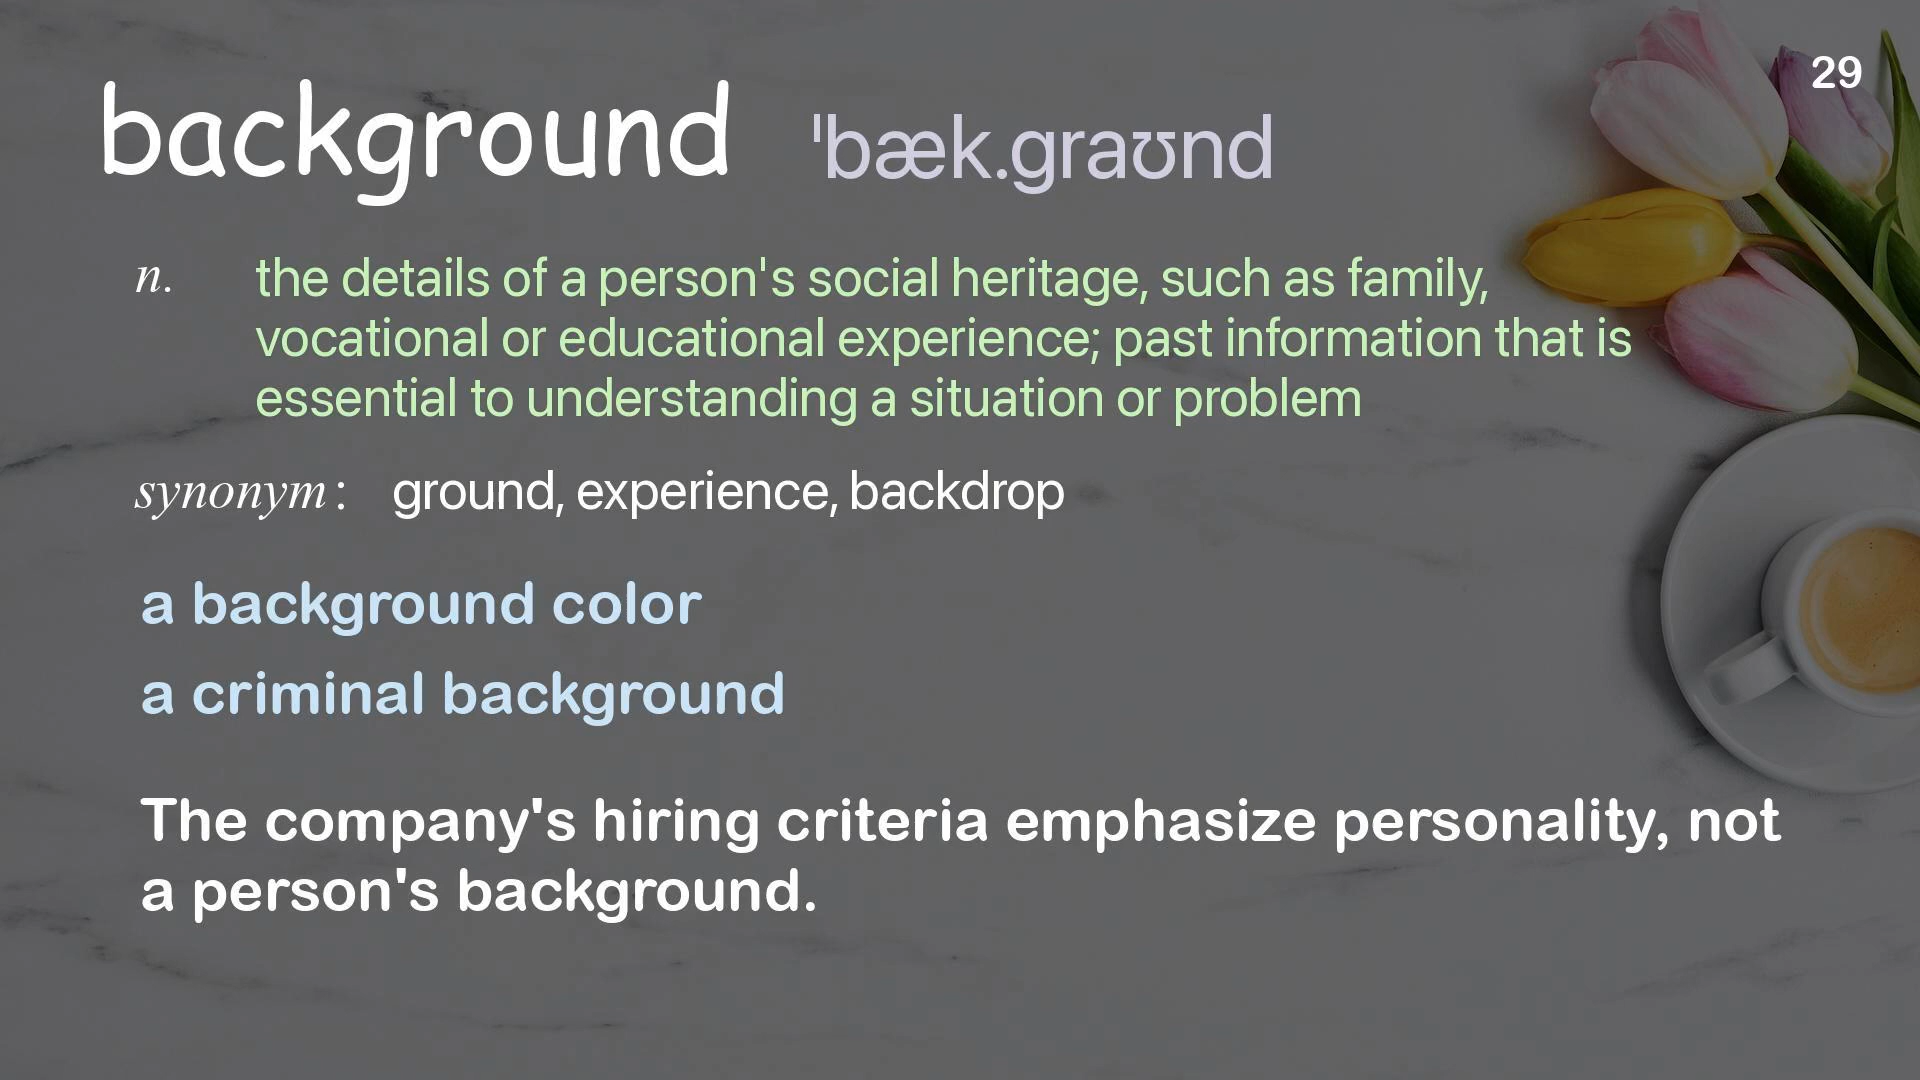 29
background ˈbæk.graʊnd
n. the details of a person's social heritage, such as family,
vocational or educational experience; past information that is
essential to understanding a situation or problem
synonym: ground, experience, backdrop
a background color
a criminal background
The company's hiring criteria emphasize personality, not
a person's background.